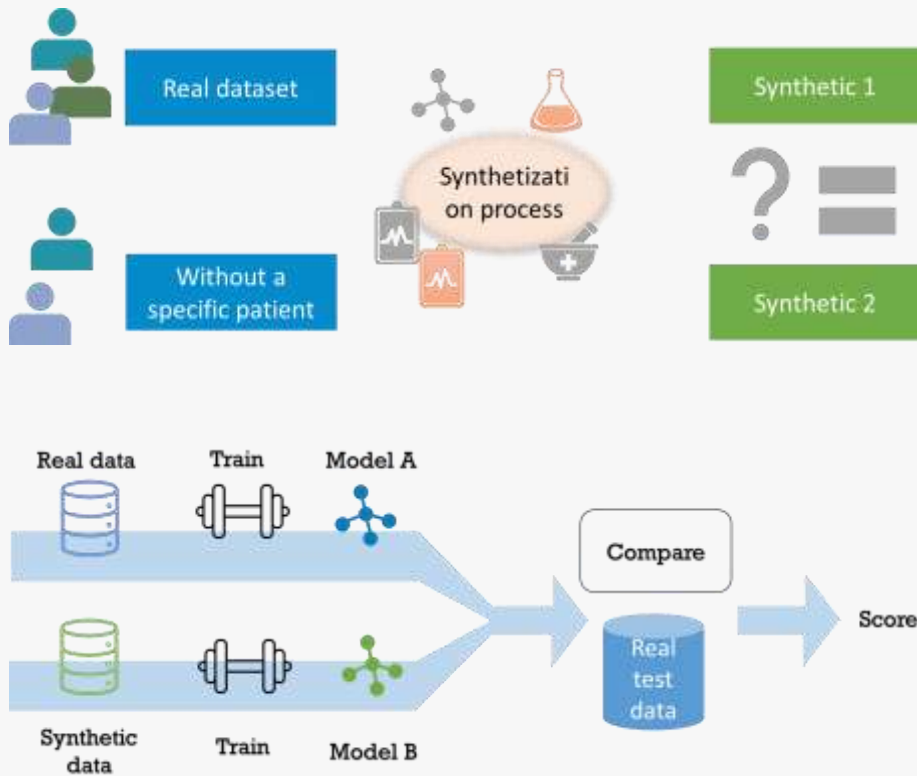 Real dataset
Synthetic 1
Synthetizati
on process
Without a
specific patient
?
Synthetic 2
Real data
Train
Model A
Compare
Score
Real
test
data
Synthetic
data
Train
Model B